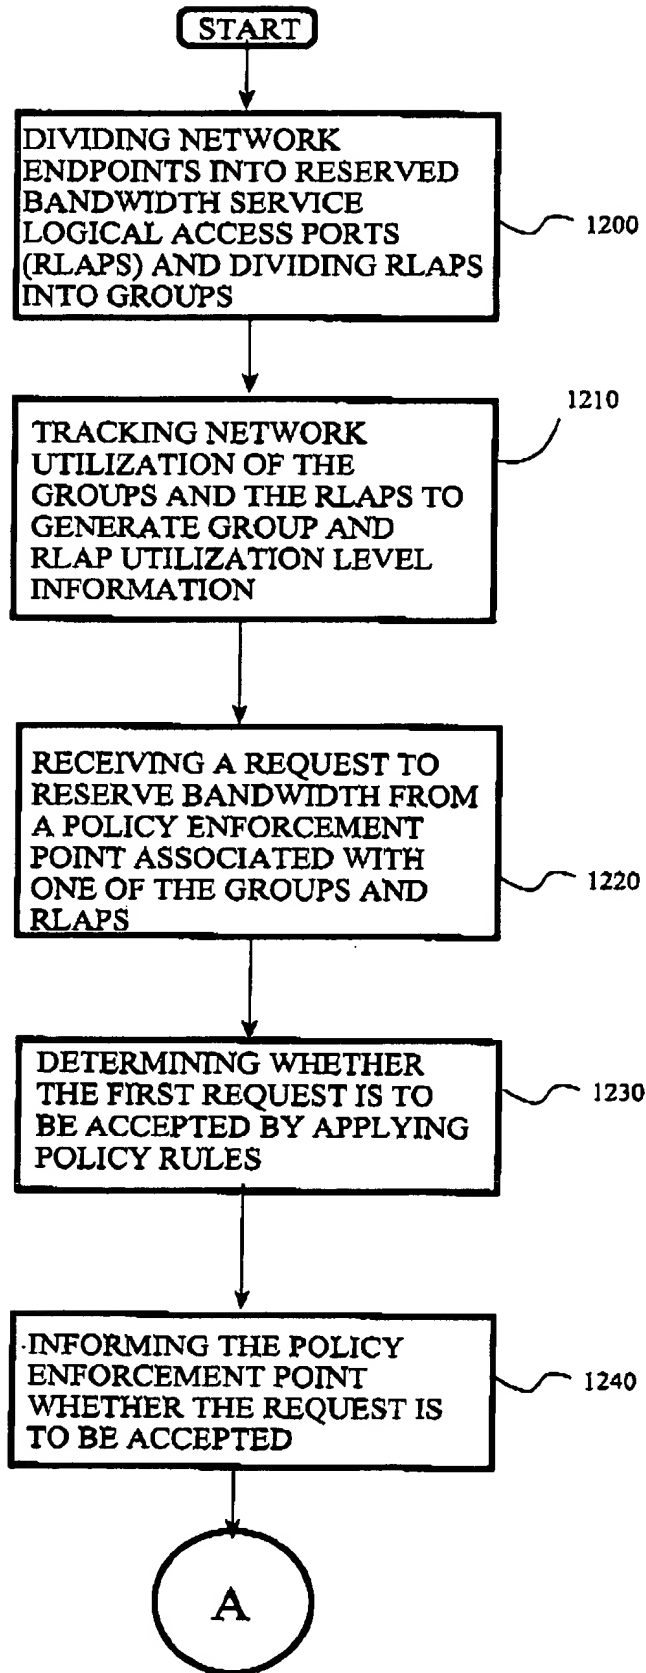 START
DIVIDING NETWORK
ENDPOINTS INTO RESERVED
BANDWIDTH SERVICE
LOGICAL ACCESS PORTS
(RLAPS) AND DIVIDING RLAPS
INTO GROUPS
1200
1210
TRACKING NETWORK
UTILIZATION OF THE
GROUPS AND THE RLAPS TO
GENERATE GROUP AND
RLAP UTILIZATION LEVEL
INFORMATION
RECEIVING A REQUEST TO
RESERVE BANDWIDTH FROM
A POLICY ENFORCEMENT
POINT ASSOCIATED WITH
ONE OF THE GROUPS AND
RLAPS
1220
DETERMINING WHETHER
THE FIRST REQUEST IS TO
BE ACCEPTED BY APPLYING
POLICY RULES
1230
INFORMING THE POLICY
ENFORCEMENT POINT
WHETHER THE REQUEST IS
TO BE ACCEPTED
1240
A